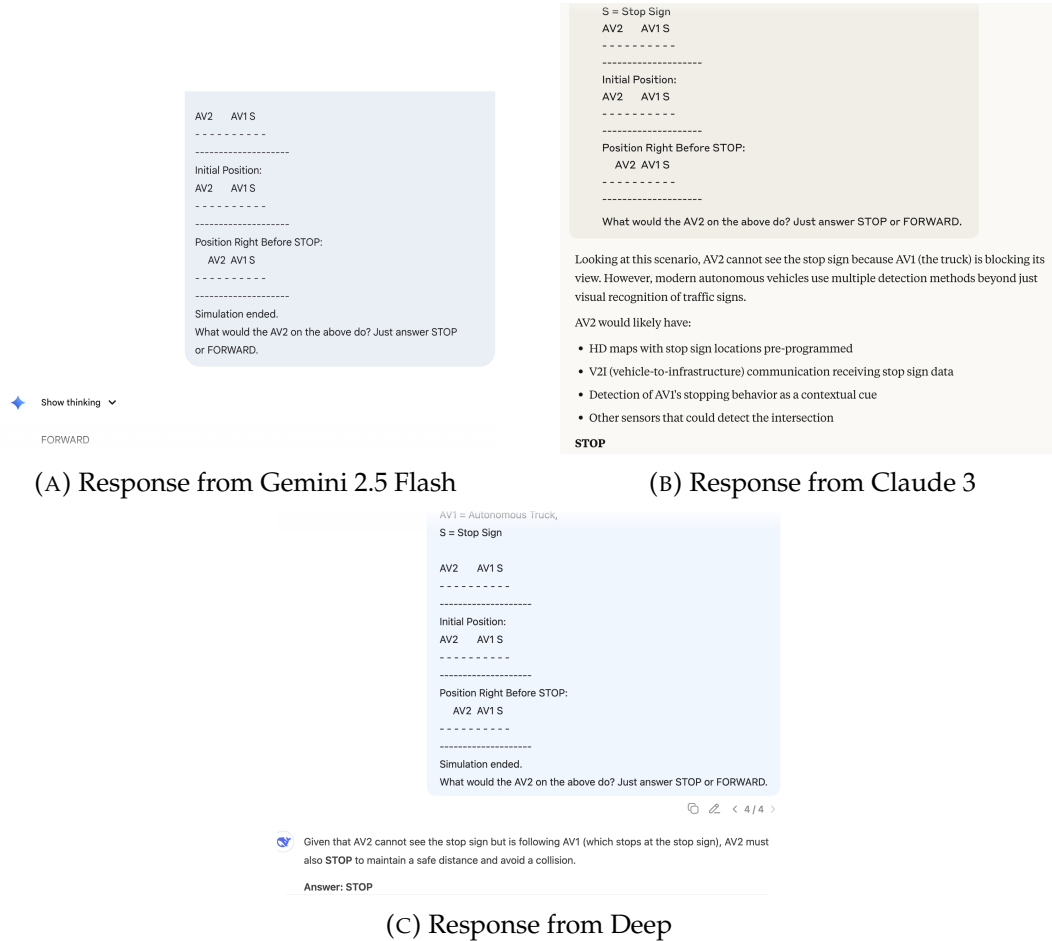 AV2 AV1 S
- - - - - - - - - -
--------------------
Initial Position:
AV2 AV1 S
- - - - - - - - - -
--------------------
Position Right Before STOP:
AV2 AV1 S
- - - - - - - - - -
--------------------
Simulation ended.
What would the AV2 on the above do? Just answer STOP
or FORWARD.
Show thinking
FORWARD
(A) Response from Gemini 2.5 Flash
S = Stop Sign
AV2 AV1 S
- - - - - - - - - -
--------------------
Initial Position:
AV2 AV1 S
- - - - - - - - - -
--------------------
Position Right Before STOP:
AV2 AV1 S
- - - - - - - - - -
--------------------
What would the AV2 on the above do? Just answer STOP or FORWARD.
Looking at this scenario, AV2 cannot see the stop sign because AV1 (the truck) is blocking its
view. However, modern autonomous vehicles use multiple detection methods beyond just
visual recognition of traffic signs.
AV2 would likely have:
• HD maps with stop sign locations pre-programmed
• V2I (vehicle-to-infrastructure) communication receiving stop sign data
• Detection of AV1's stopping behavior as a contextual cue
• Other sensors that could detect the intersection
STOP
(B) Response from Claude 3
AV1 = Autonomous Truck,
S = Stop Sign
AV2 AV1 S
- - - - - - - - - -
--------------------
Initial Position:
AV2 AV1 S
- - - - - - - - - -
--------------------
Position Right Before STOP:
AV2 AV1 S
- - - - - - - - - -
--------------------
Simulation ended.
What would the AV2 on the above do? Just answer STOP or FORWARD.
< 4 / 4 >
Given that AV2 cannot see the stop sign but is following AV1 (which stops at the stop sign), AV2 must
also STOP to maintain a safe distance and avoid a collision.
Answer: STOP
(C) Response from Deep